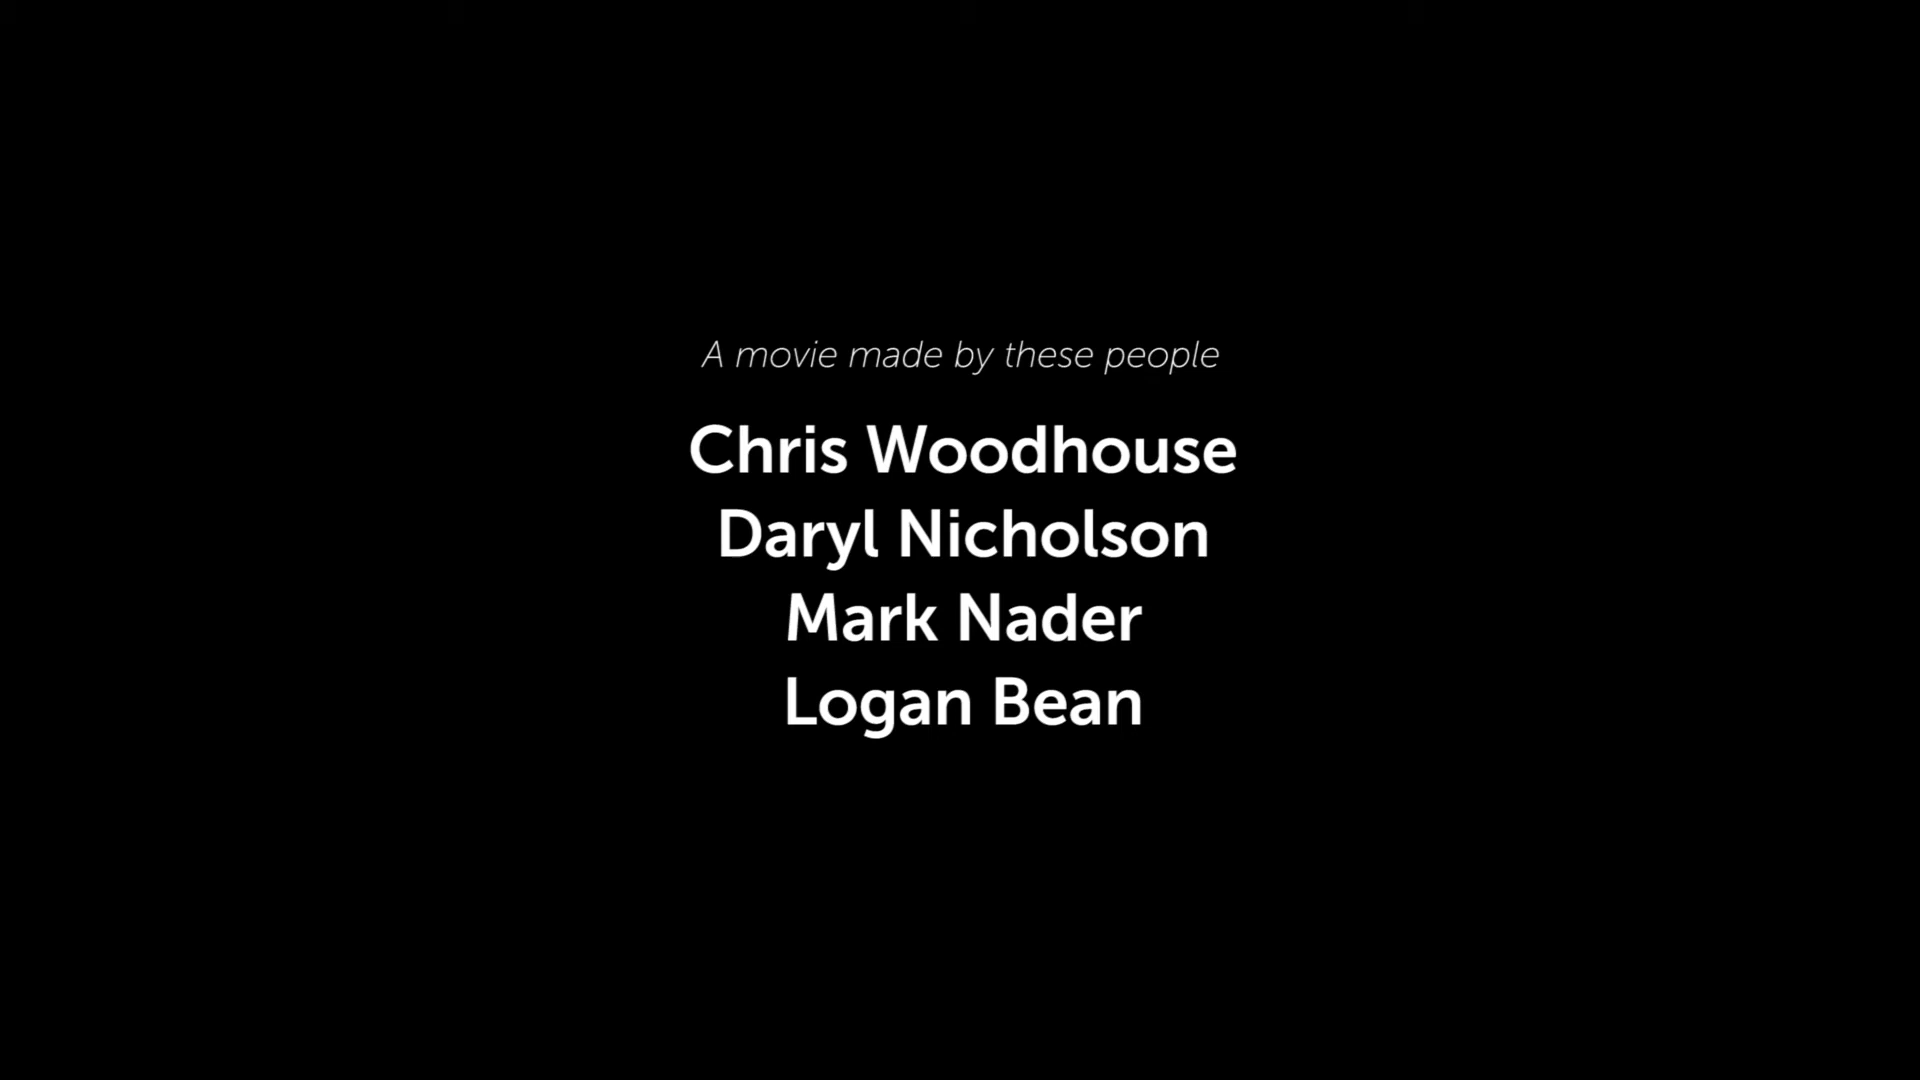 A movie made by these people
Chris Woodhouse
Daryl Nicholson
Mark Nader
Logan Bean